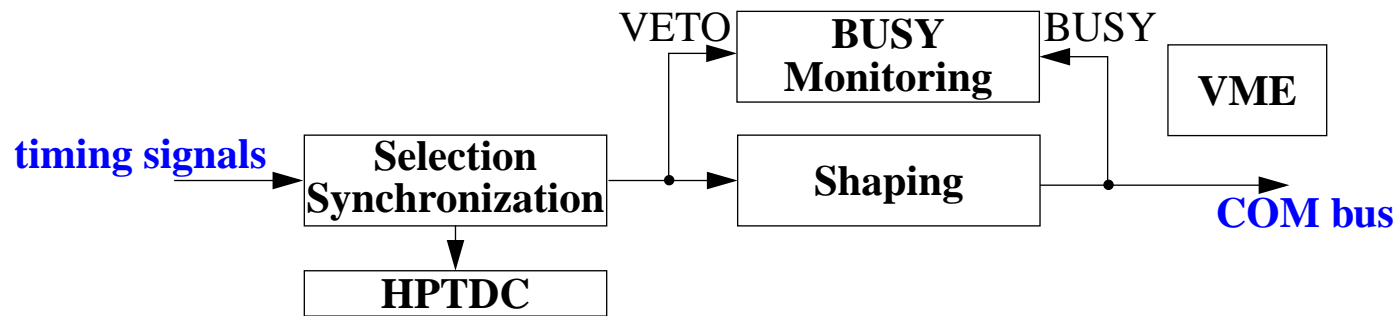 VETO
BUSY
Monitoring
BUSY
VME
timing signals
Selection
Synchronization
Shaping
COM bus
HPTDC